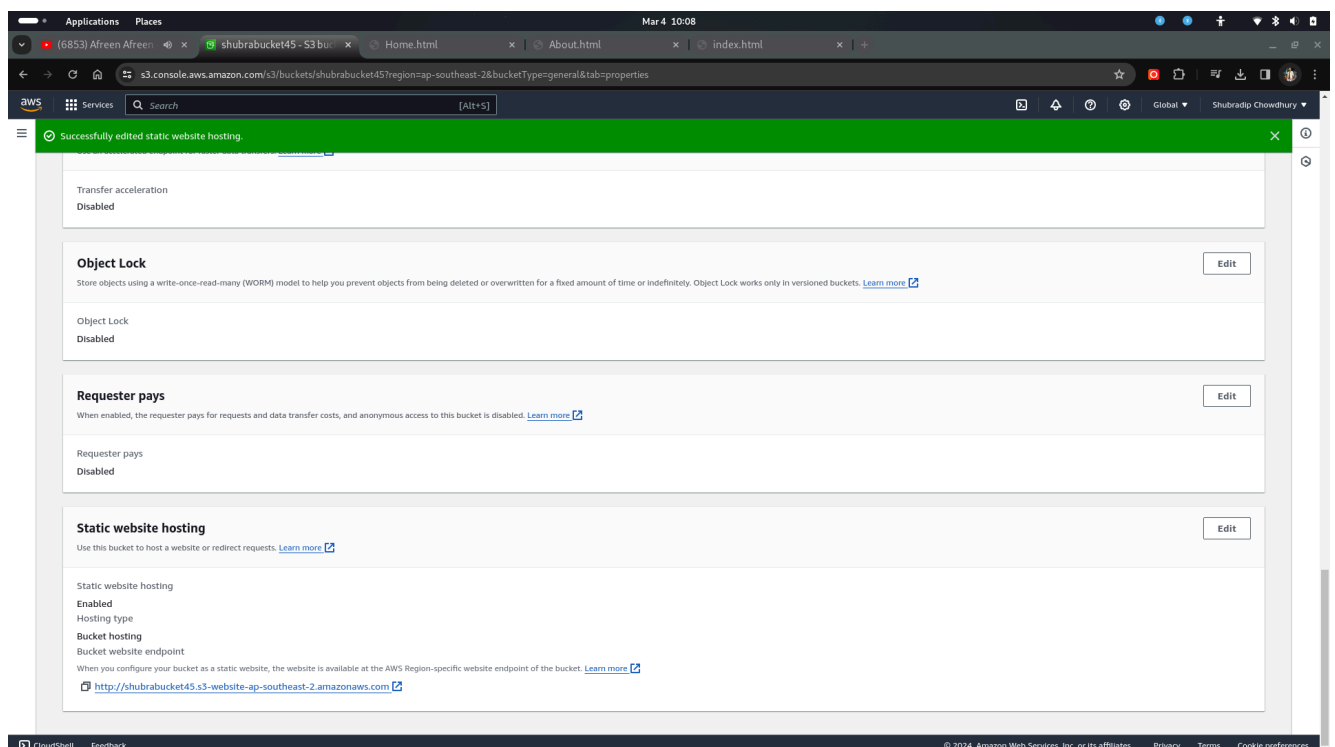 Applications Places Mar 4 10:08
(6853) Afreen Afreen shubrabucket45 - S3 buc Home.html About.html index.html
s3.console.aws.amazon.com/s3/buckets/shubrabucket45?region=ap-southeast-2&bucketType=general&tab=properties
aws Services Search [Alt+S] Global Shubradip Chowdhury
Successfully edited static website hosting.
Use an accelerated endpoint for faster data transfers. Learn more
Transfer acceleration
Disabled
Object Lock Edit
Store objects using a write-once-read-many (WORM) model to help you prevent objects from being deleted or overwritten for a fixed amount of time or indefinitely. Object Lock works only in versioned buckets. Learn more
Object Lock
Disabled
Requester pays Edit
When enabled, the requester pays for requests and data transfer costs, and anonymous access to this bucket is disabled. Learn more
Requester pays
Disabled
Static website hosting Edit
Use this bucket to host a website or redirect requests. Learn more
Static website hosting
Enabled
Hosting type
Bucket hosting
Bucket website endpoint
When you configure your bucket as a static website, the website is available at the AWS Region-specific website endpoint of the bucket. Learn more
http://shubrabucket45.s3-website-ap-southeast-2.amazonaws.com
CloudShell Feedback © 2024, Amazon Web Services, Inc. or its affiliates. Privacy Terms Cookie preferences